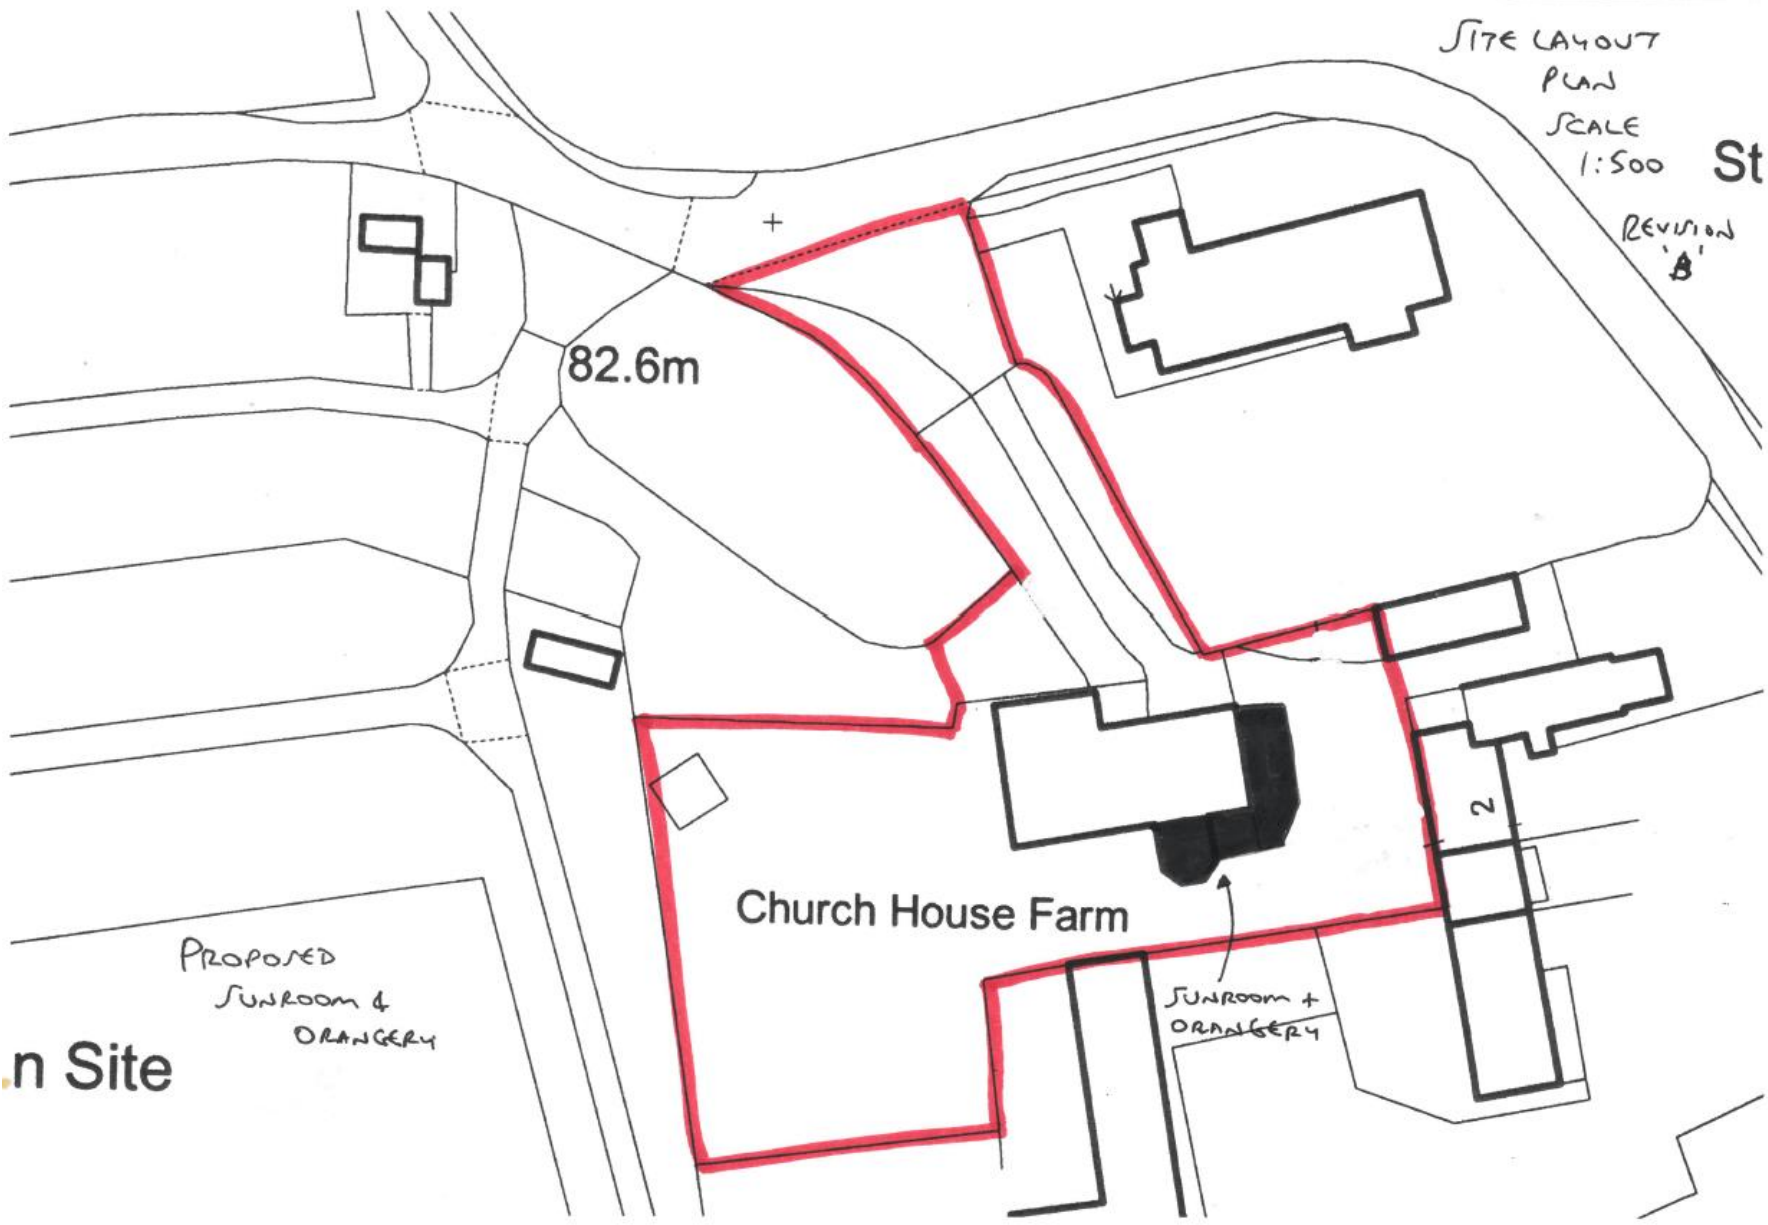 SITE LAYOUT
PLAN
SCALE
1:500
St
REVISION
'B'
82.6m
2
Church House Farm
PROPOSED
SUNROOM &
ORANGERY
SUNROOM +
ORANGERY
n Site